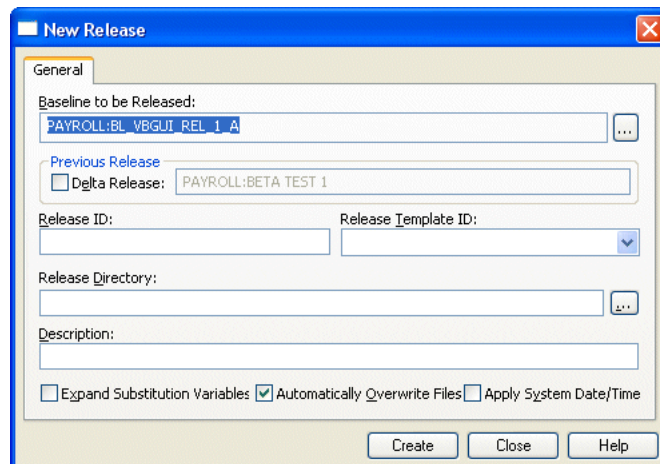 New Release
General
Baseline to be Released:
PAYROLL:BL_VBGUI_REL_1_A
...
Previous Release
Delta Release: PAYROLL:BETA TEST 1
Release ID: Release Template ID:
Release Directory:
...
Description:
Expand Substitution Variables Automatically Overwrite Files Apply System Date/Time
Create Close Help